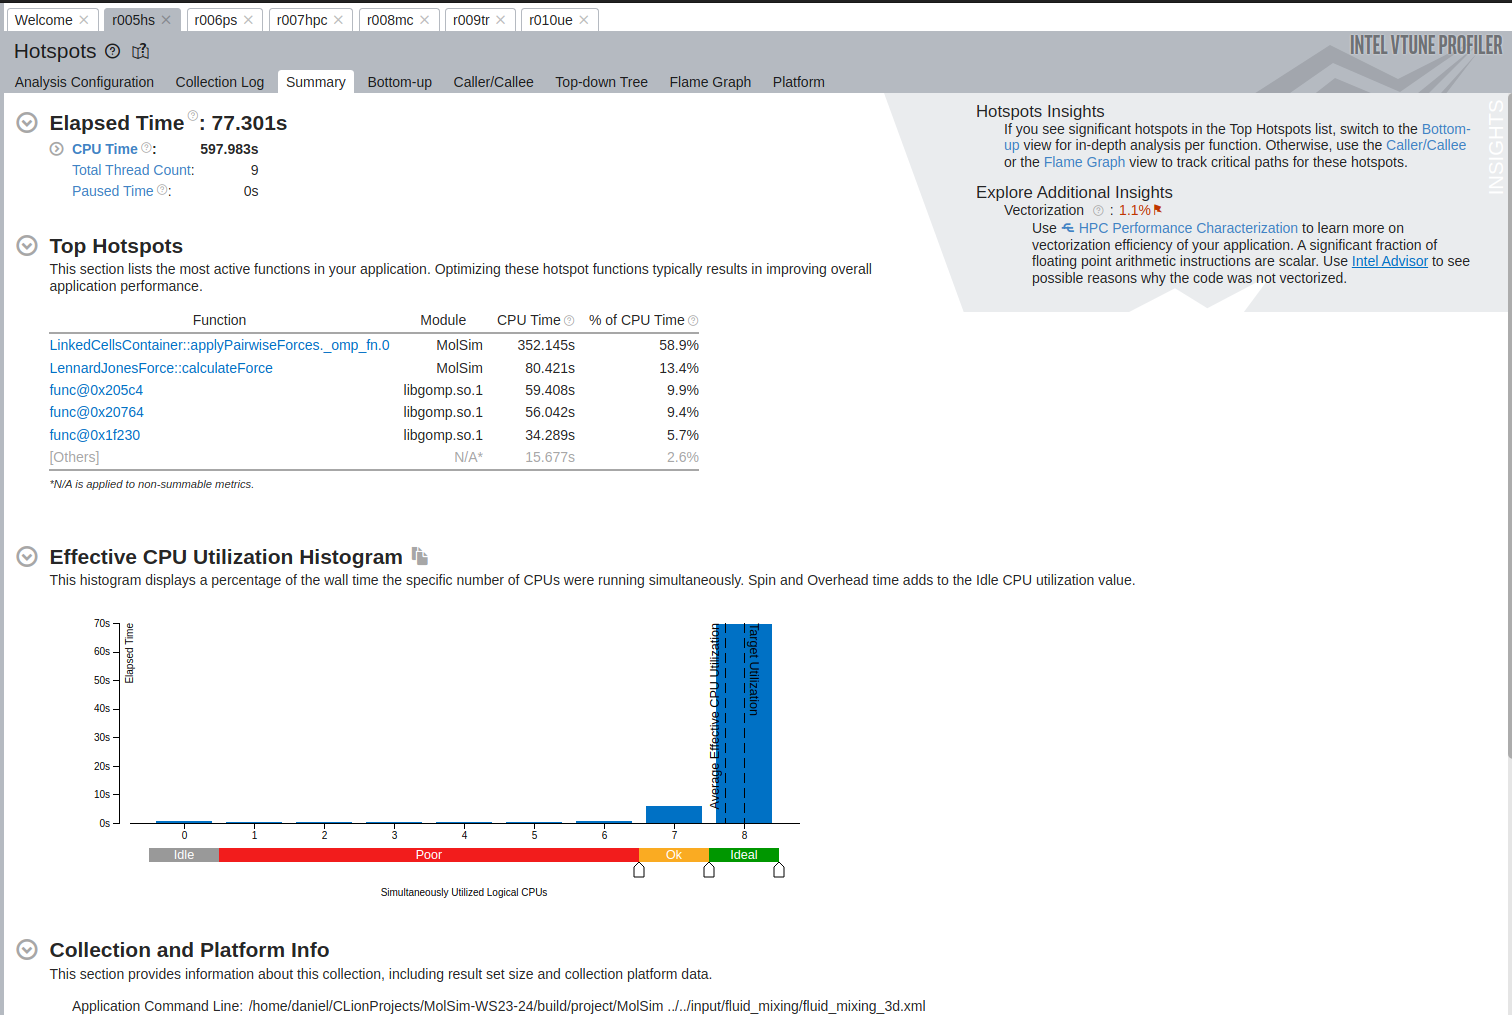 Welcome r005hs r006ps r007hpc r008mc r009tr r010ue
Hotspots
INTEL VTUNE PROFILER
Analysis Configuration Collection Log Summary Bottom-up Caller/Callee Top-down Tree Flame Graph Platform
Elapsed Time : 77.301s
CPU Time : 597.983s
Total Thread Count: 9
Paused Time : 0s
Hotspots Insights
If you see significant hotspots in the Top Hotspots list, switch to the Bottom-
up view for in-depth analysis per function. Otherwise, use the Caller/Callee
or the Flame Graph view to track critical paths for these hotspots.
Explore Additional Insights
Vectorization : 1.1%
Use HPC Performance Characterization to learn more on
vectorization efficiency of your application. A significant fraction of
floating point arithmetic instructions are scalar. Use Intel Advisor to see
possible reasons why the code was not vectorized.
INSIGHTS
Top Hotspots
This section lists the most active functions in your application. Optimizing these hotspot functions typically results in improving overall
application performance.
Function Module CPU Time % of CPU Time
LinkedCellsContainer::applyPairwiseForces._omp_fn.0 MolSim 352.145s 58.9%
LennardJonesForce::calculateForce MolSim 80.421s 13.4%
func@0x205c4 libgomp.so.1 59.408s 9.9%
func@0x20764 libgomp.so.1 56.042s 9.4%
func@0x1f230 libgomp.so.1 34.289s 5.7%
[Others] N/A* 15.677s 2.6%
*N/A is applied to non-summable metrics.
Effective CPU Utilization Histogram
This histogram displays a percentage of the wall time the specific number of CPUs were running simultaneously. Spin and Overhead time adds to the Idle CPU utilization value.
70s
60s
50s
40s
30s
20s
10s
0s
Elapsed Time
Average Effective CPU Utilization
Target Utilization
0 1 2 3 4 5 6 7 8
Idle Poor Ok Ideal
Simultaneously Utilized Logical CPUs
Collection and Platform Info
This section provides information about this collection, including result set size and collection platform data.
Application Command Line: /home/daniel/CLionProjects/MolSim-WS23-24/build/project/MolSim ../../input/fluid_mixing/fluid_mixing_3d.xml